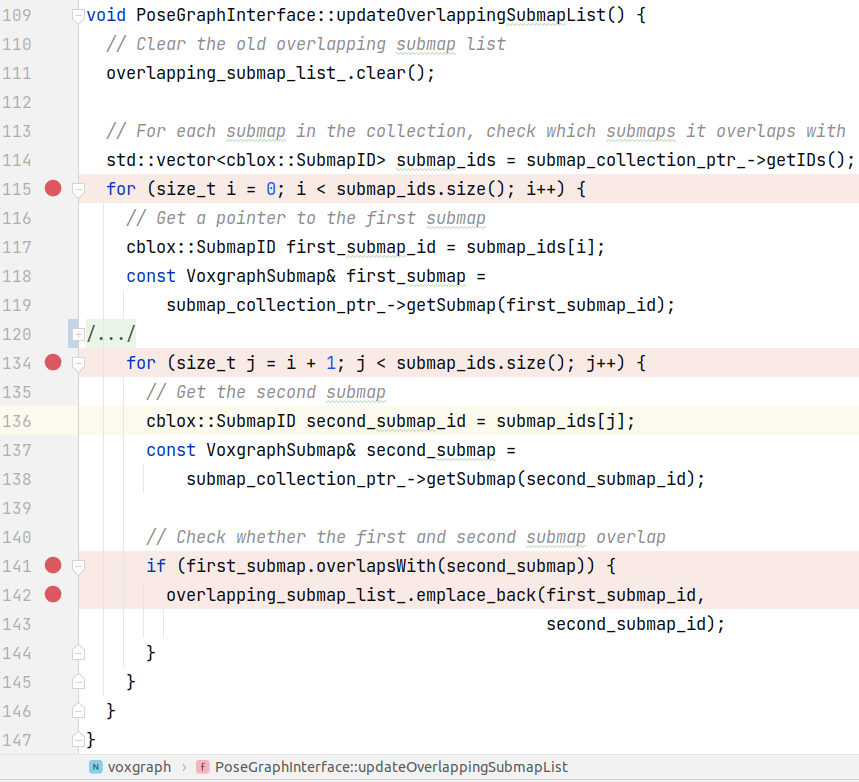 109 void PoseGraphInterface::updateOverlappingSubmapList() {
110   // Clear the old overlapping submap list
111   overlapping_submap_list_.clear();
112
113   // For each submap in the collection, check which submaps it overlaps with
114   std::vector<cblox::SubmapID> submap_ids = submap_collection_ptr_->getIDs();
115   for (size_t i = 0; i < submap_ids.size(); i++) {
116     // Get a pointer to the first submap
117     cblox::SubmapID first_submap_id = submap_ids[i];
118     const VoxgraphSubmap& first_submap =
119         submap_collection_ptr_->getSubmap(first_submap_id);
120 /.../
134     for (size_t j = i + 1; j < submap_ids.size(); j++) {
135       // Get the second submap
136       cblox::SubmapID second_submap_id = submap_ids[j];
137       const VoxgraphSubmap& second_submap =
138           submap_collection_ptr_->getSubmap(second_submap_id);
139
140       // Check whether the first and second submap overlap
141       if (first_submap.overlapsWith(second_submap)) {
142         overlapping_submap_list_.emplace_back(first_submap_id,
143                                               second_submap_id);
144       }
145     }
146   }
147 }
N voxgraph › f PoseGraphInterface::updateOverlappingSubmapList